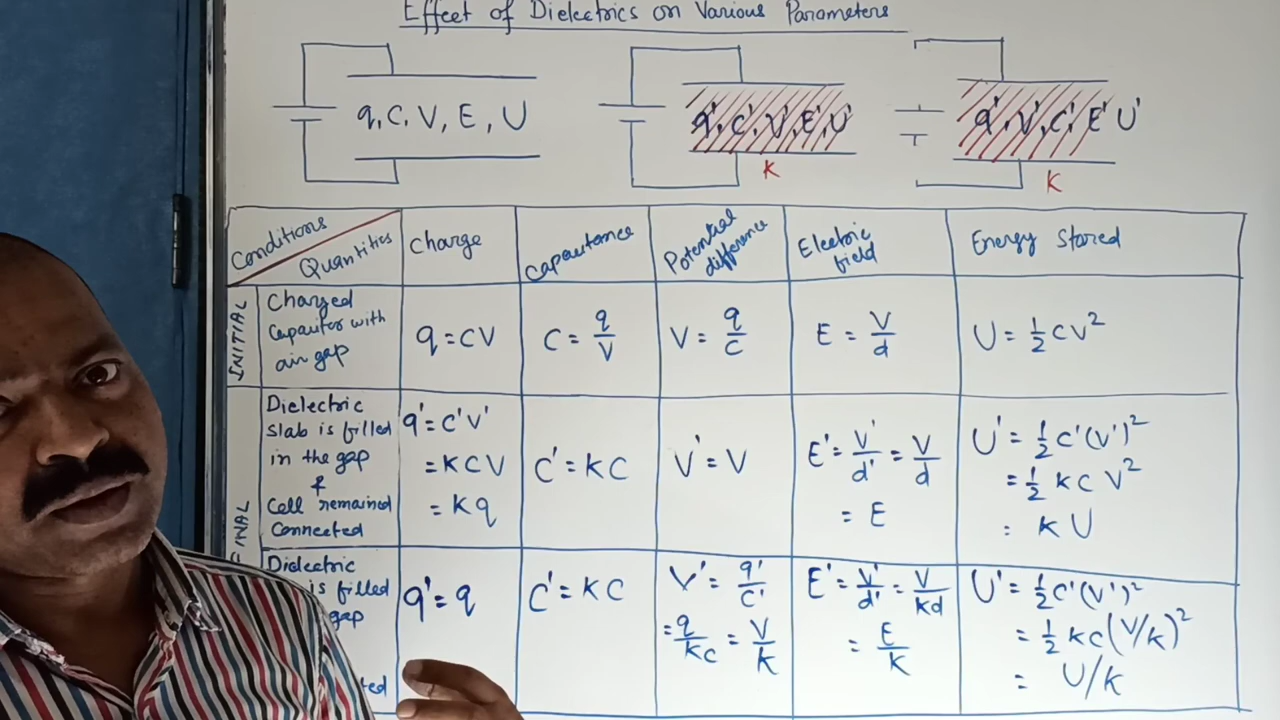 Effect of Dielectrics on Various Parameters
q, C, V, E, U
q', C', V', E', U'
K
q', V', C', E' U'
K
Conditions
Quantities
Charge
Capacitance
Potential
difference
Electric
field
Energy Stored
INITIAL
Charged
Capacitor with
air gap
q = CV
C = q/V
V = q/C
E = V/d
U = 1/2 CV²
FINAL
Dielectric
slab is filled
in the gap
&
Cell remained
Connected
q' = C'V'
= KCV
= Kq
C' = KC
V' = V
E' = V'/d' = V/d
= E
U' = 1/2 C'(V')²
= 1/2 KC V²
= KU
Dielectric
is filled
gap
ted
q' = q
C' = KC
V' = q'/C'
= q/KC = V/K
E' = V'/d' = V/Kd
= E/K
U' = 1/2 C'(V')²
= 1/2 KC (V/K)²
= U/K